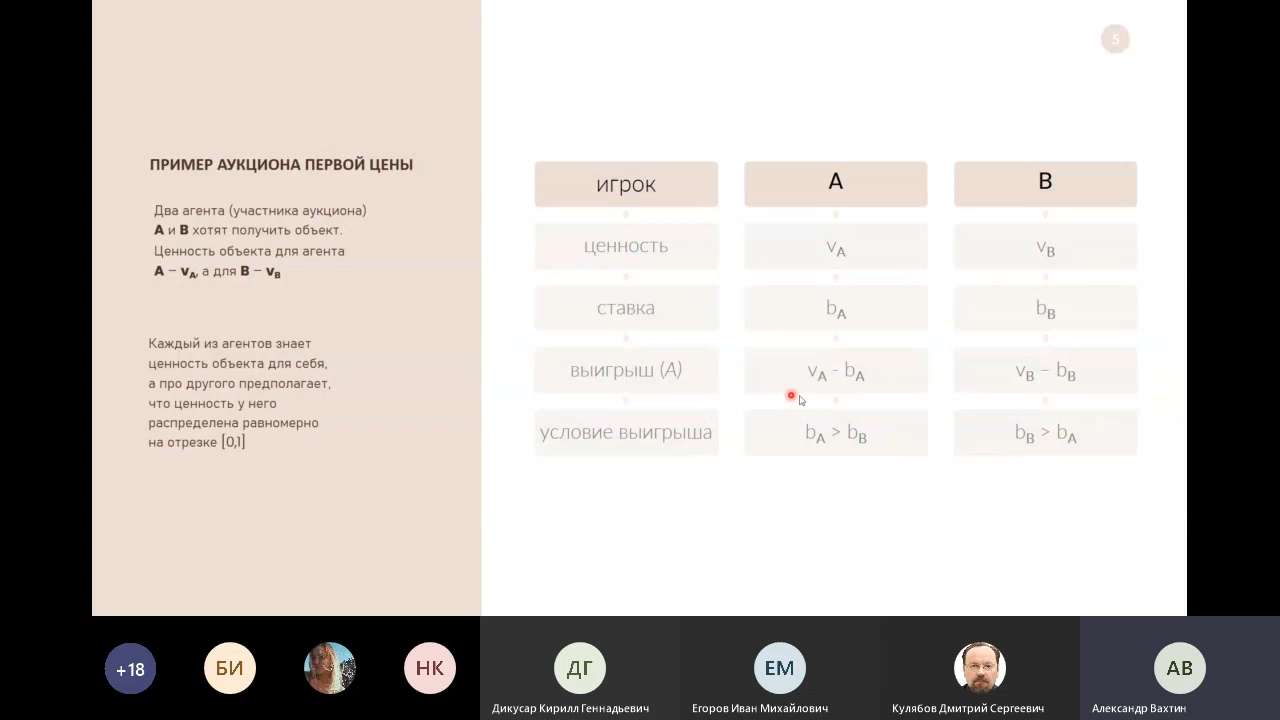 5
ПРИМЕР АУКЦИОНА ПЕРВОЙ ЦЕНЫ
Два агента (участника аукциона)
A и B хотят получить объект.
Ценность объекта для агента
A – vA, а для B – vB
Каждый из агентов знает
ценность объекта для себя,
а про другого предполагает,
что ценность у него
распределена равномерно
на отрезке [0,1]
игрок A B
ценность vA vB
ставка bA bB
выигрыш (A) vA - bA vB – bB
условие выигрыша bA > bB bB > bA
+18 БИ НК ДГ ЕМ АВ
Дикусар Кирилл Геннадьевич Егоров Иван Михайлович Кулябов Дмитрий Сергеевич Александр Вахтин